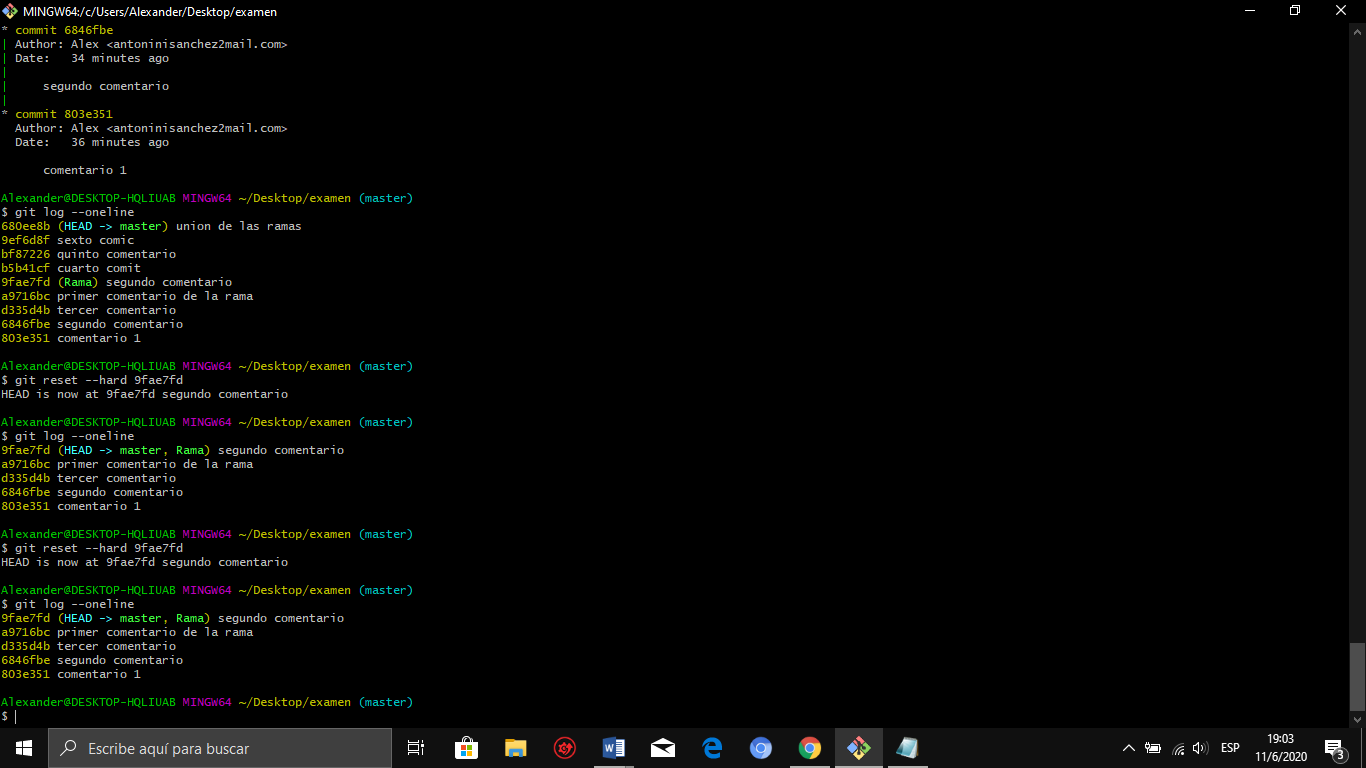 MINGW64:/c/Users/Alexander/Desktop/examen
* commit 6846fbe
| Author: Alex <antoninisanchez2mail.com>
| Date:   34 minutes ago
|
|     segundo comentario
|
* commit 803e351
  Author: Alex <antoninisanchez2mail.com>
  Date:   36 minutes ago
      comentario 1
Alexander@DESKTOP-HQLIUAB MINGW64 ~/Desktop/examen (master)
$ git log --oneline
680ee8b (HEAD -> master) union de las ramas
9ef6d8f sexto comic
bf87226 quinto comentario
b5b41cf cuarto comit
9fae7fd (Rama) segundo comentario
a9716bc primer comentario de la rama
d335d4b tercer comentario
6846fbe segundo comentario
803e351 comentario 1
Alexander@DESKTOP-HQLIUAB MINGW64 ~/Desktop/examen (master)
$ git reset --hard 9fae7fd
HEAD is now at 9fae7fd segundo comentario
Alexander@DESKTOP-HQLIUAB MINGW64 ~/Desktop/examen (master)
$ git log --oneline
9fae7fd (HEAD -> master, Rama) segundo comentario
a9716bc primer comentario de la rama
d335d4b tercer comentario
6846fbe segundo comentario
803e351 comentario 1
Alexander@DESKTOP-HQLIUAB MINGW64 ~/Desktop/examen (master)
$ git reset --hard 9fae7fd
HEAD is now at 9fae7fd segundo comentario
Alexander@DESKTOP-HQLIUAB MINGW64 ~/Desktop/examen (master)
$ git log --oneline
9fae7fd (HEAD -> master, Rama) segundo comentario
a9716bc primer comentario de la rama
d335d4b tercer comentario
6846fbe segundo comentario
803e351 comentario 1
Alexander@DESKTOP-HQLIUAB MINGW64 ~/Desktop/examen (master)
$
Escribe aquí para buscar
ESP
19:03
11/6/2020
3